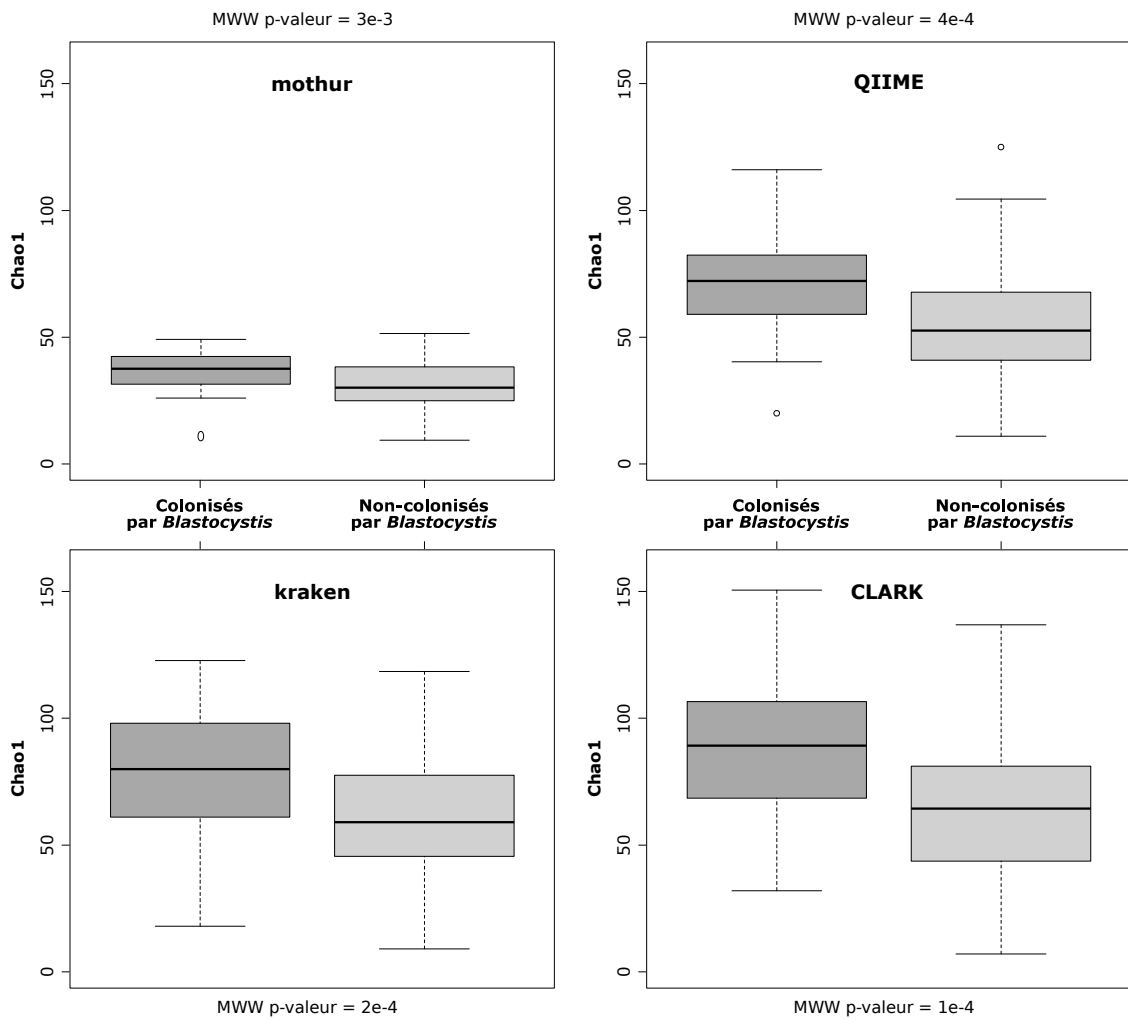 MWW p-valeur = 3e-3
mothur
Chao1
150
100
50
0
MWW p-valeur = 4e-4
QIIME
Chao1
150
100
50
0
Colonisés
par Blastocystis
Non-colonisés
par Blastocystis
Colonisés
par Blastocystis
Non-colonisés
par Blastocystis
kraken
Chao1
150
100
50
0
MWW p-valeur = 2e-4
CLARK
Chao1
150
100
50
0
MWW p-valeur = 1e-4